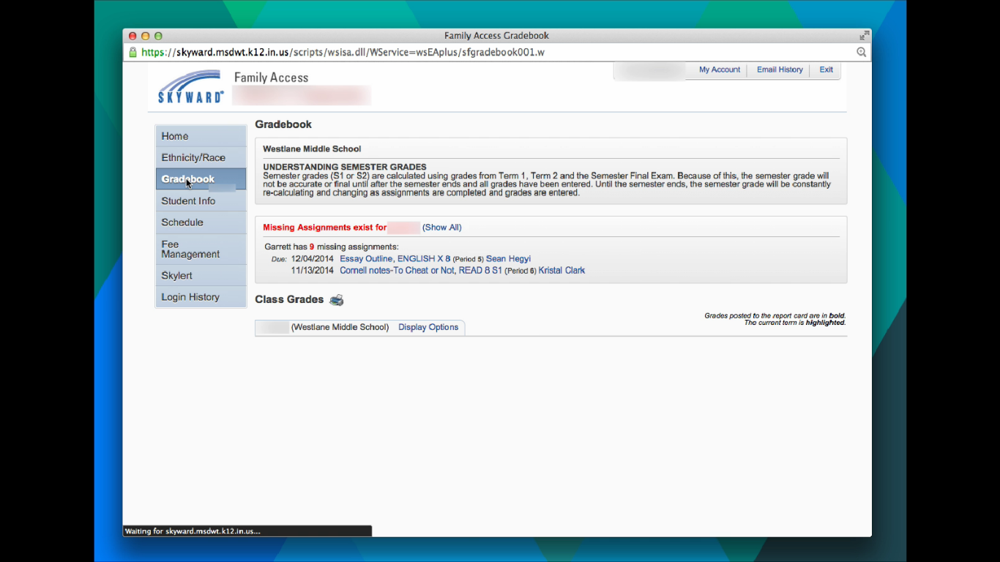 Family Access Gradebook
https://skyward.msdwt.k12.in.us/scripts/wsisa.dll/WService=wsEAplus/sfgradebook001.w
My Account
Email History
Exit
SKYWARD
Family Access
Home
Ethnicity/Race
Gradebook
Student Info
Schedule
Fee
Management
Skylert
Login History
Gradebook
Westlane Middle School
UNDERSTANDING SEMESTER GRADES
Semester grades (S1 or S2) are calculated using grades from Term 1, Term 2 and the Semester Final Exam. Because of this, the semester grade will
not be accurate or final until after the semester ends and all grades have been entered. Until the semester ends, the semester grade will be constantly
re-calculating and changing as assignments are completed and grades are entered.
Missing Assignments exist for (Show All)
Garrett has 9 missing assignments:
Due: 12/04/2014 Essay Outline, ENGLISH X 8 (Period 5) Sean Hegyi
11/13/2014 Cornell notes-To Cheat or Not, READ 8 S1 (Period 6) Kristal Clark
Class Grades
Grades posted to the report card are in bold.
The current term is highlighted.
(Westlane Middle School) Display Options
Waiting for skyward.msdwt.k12.in.us...